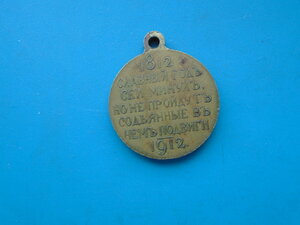 1812
СЛАВНЫЙ ГОДЪ
СЕЙ МИНУЛЪ,
НО НЕ ПРОЙДУТЪ
СОДѢЯННЫЕ ВЪ
НЕМЪ ПОДВИГИ
1912